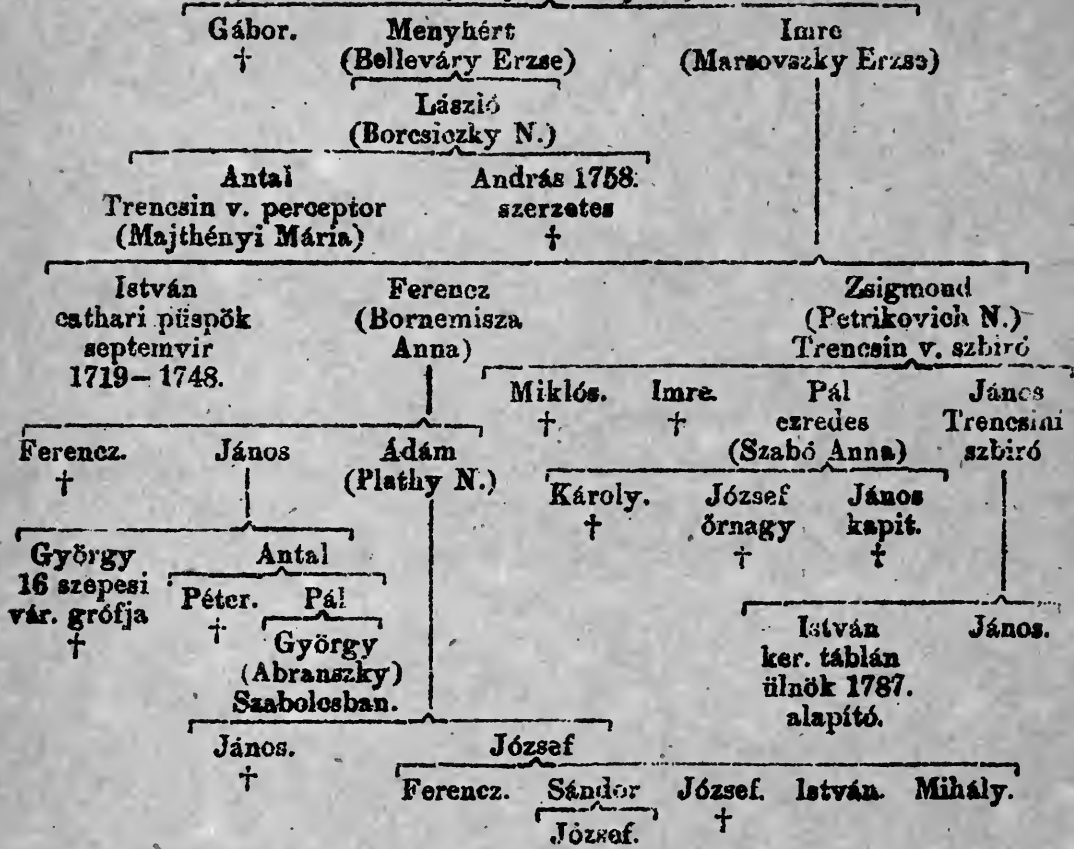 Gábor. Menyhért Imre
† (Belleváry Erzse) (Marsovszky Erzse)
László
(Borcsiczky N.)
Antal András 1758.
Trencsin v. perceptor szerzetes
(Majthényi Mária) †
István Ferencz Zsigmond
cathari püspök (Bornemisza (Petrikovich N.)
septemvir Anna) Trencsin v. szbiró
1719–1748.
Miklós. Imre. Pál János
† † ezredes Trencsini
Ferencz. János Ádám (Szabó Anna) szbiró
† (Plathy N.)
Károly. József János
† őrnagy kapit.
† †
György Antal
16 szepesi Péter. Pál
vár. grófja †
† György István János.
(Abranszky) ker. táblán
Szabolcsban. ülnök 1787.
alapító.
János. József
†
Ferencz. Sándor József. István. Mihály.
†
József.